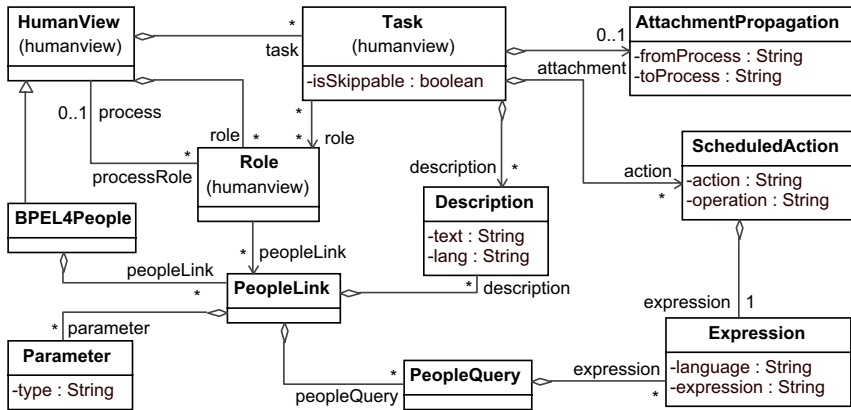 HumanView
(humanview)
*
task
Task
(humanview)
-isSkippable : boolean
0..1
attachment
AttachmentPropagation
-fromProcess : String
-toProcess : String
0..1
process
role
*
*
processRole
*
*
role
Role
(humanview)
description
*
action
*
ScheduledAction
-action : String
-operation : String
BPEL4People
Description
-text : String
-lang : String
*
peopleLink
peopleLink
*
PeopleLink
*
description
expression
1
*
parameter
Parameter
-type : String
*
peopleQuery
PeopleQuery
expression
*
Expression
-language : String
-expression : String